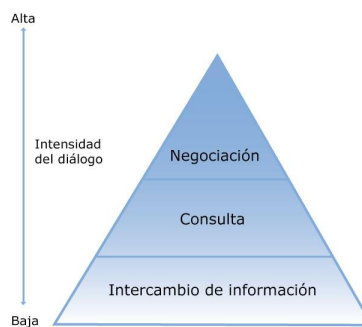 Alta
Intensidad
del diálogo
Negociación
Consulta
Intercambio de información
Baja